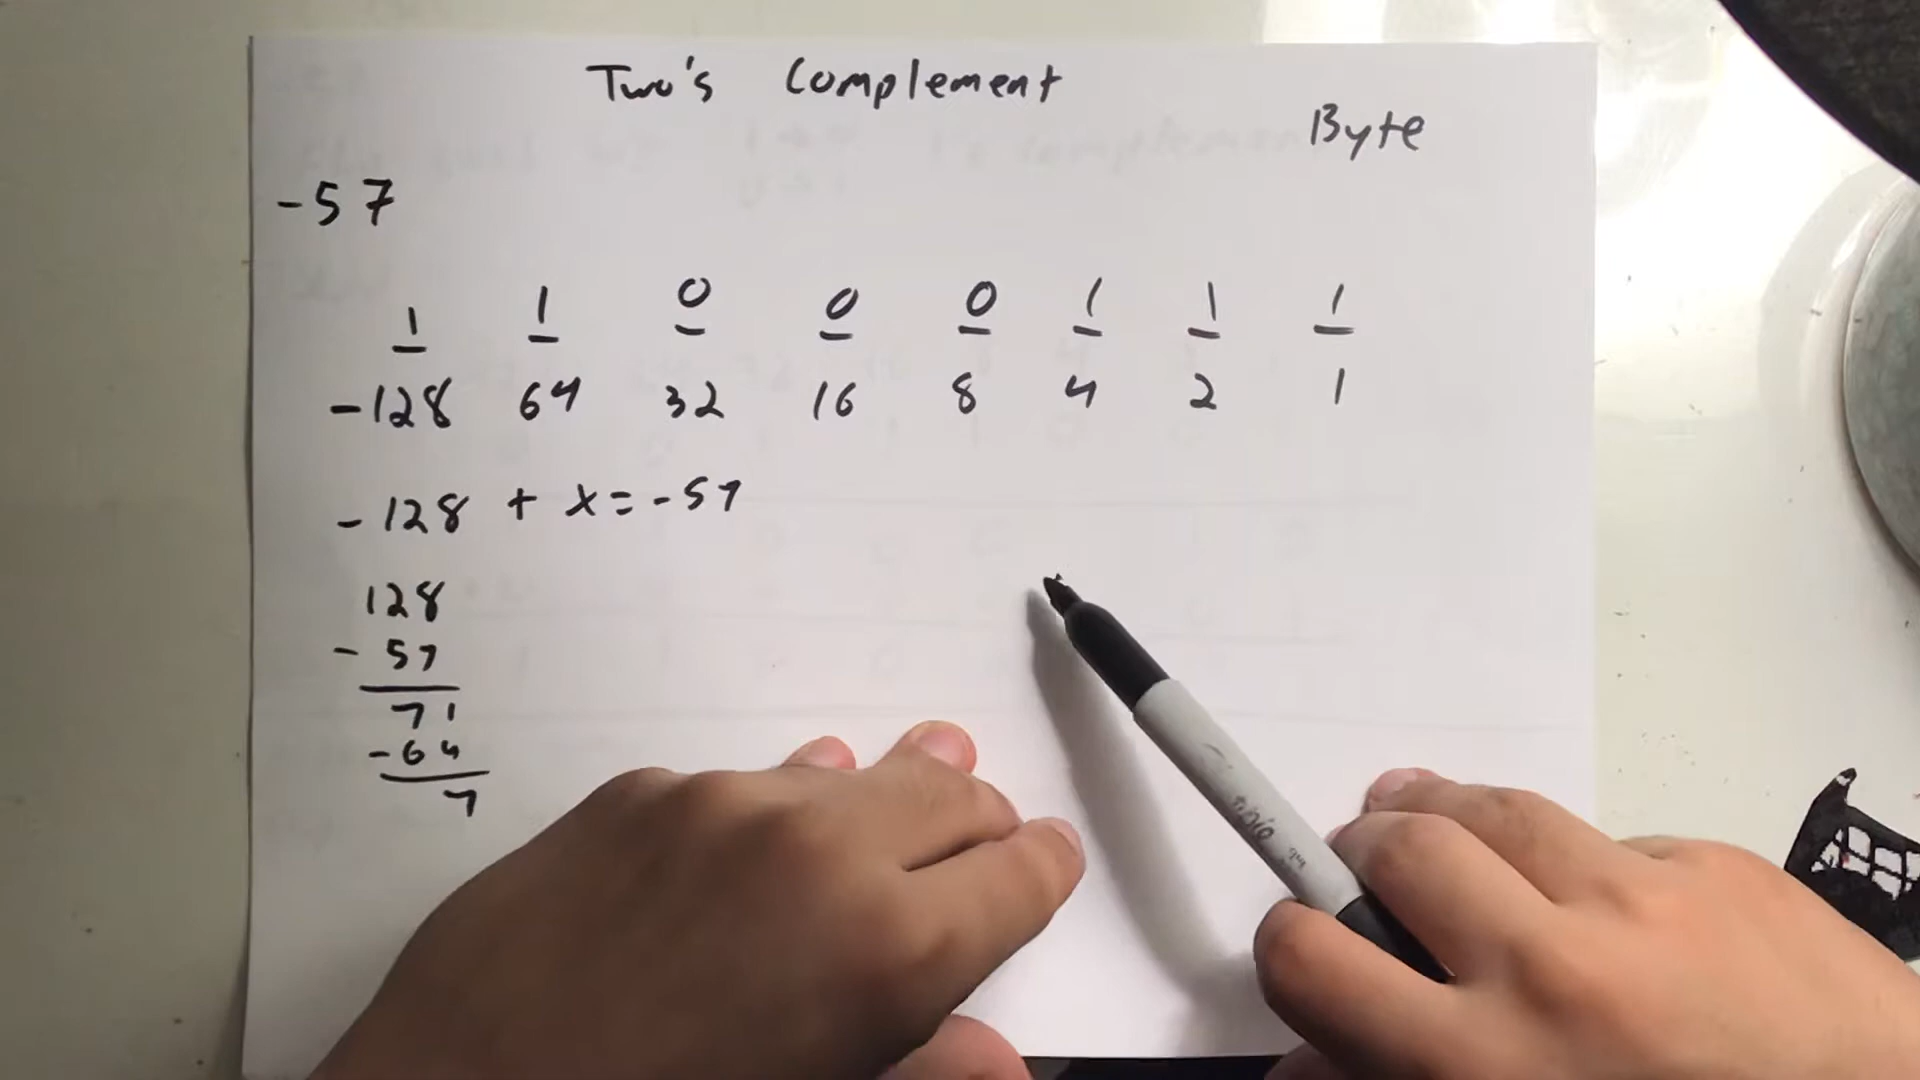 Two's Complement
Byte
-57
1 1 0 0 0 1 1 1
-128 64 32 16 8 4 2 1
-128 + x = -57
128
- 57
71
-64
7